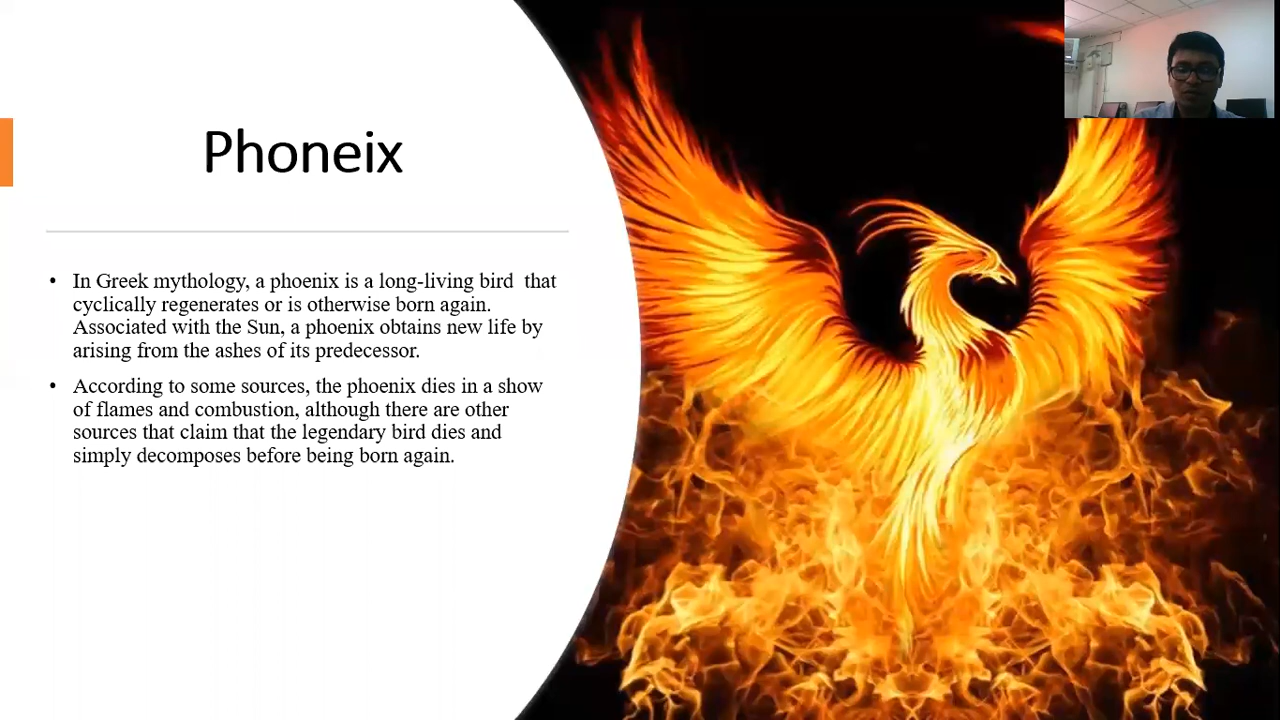 Phoneix
• In Greek mythology, a phoenix is a long-living bird  that
cyclically regenerates or is otherwise born again.
Associated with the Sun, a phoenix obtains new life by
arising from the ashes of its predecessor.
• According to some sources, the phoenix dies in a show
of flames and combustion, although there are other
sources that claim that the legendary bird dies and
simply decomposes before being born again.